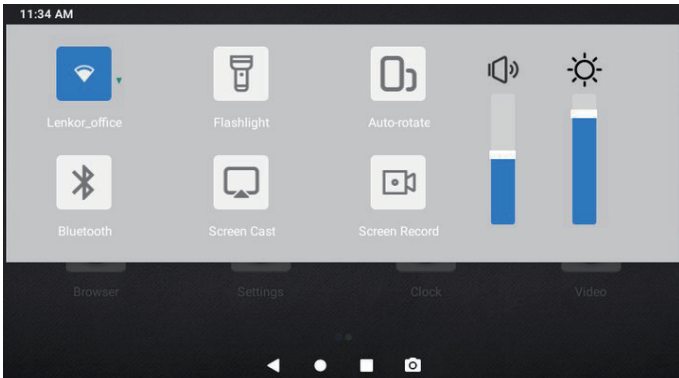 11:34 AM
Lenkor_office
Flashlight
Auto-rotate
Bluetooth
Screen Cast
Screen Record
Browser
Settings
Clock
Video